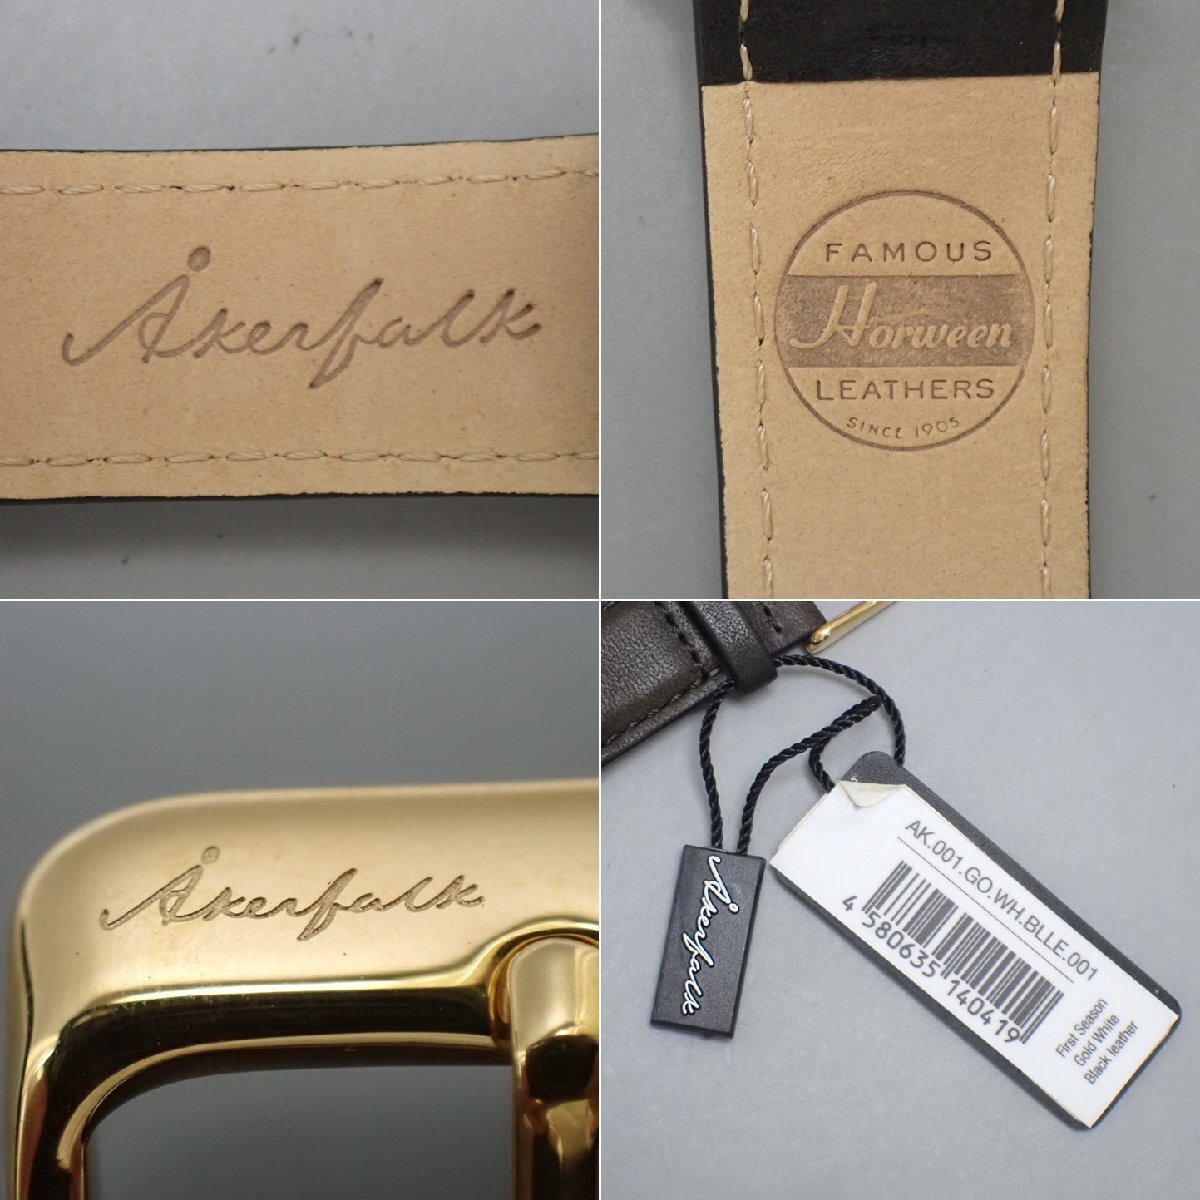 Åkerfalk
FAMOUS
Horween
LEATHERS
SINCE 1905
Åkerfalk
Åkerfalk
AK.001.GO.WH.BLLE.001
4 580635 140419
First Season
Gold White
Black leather